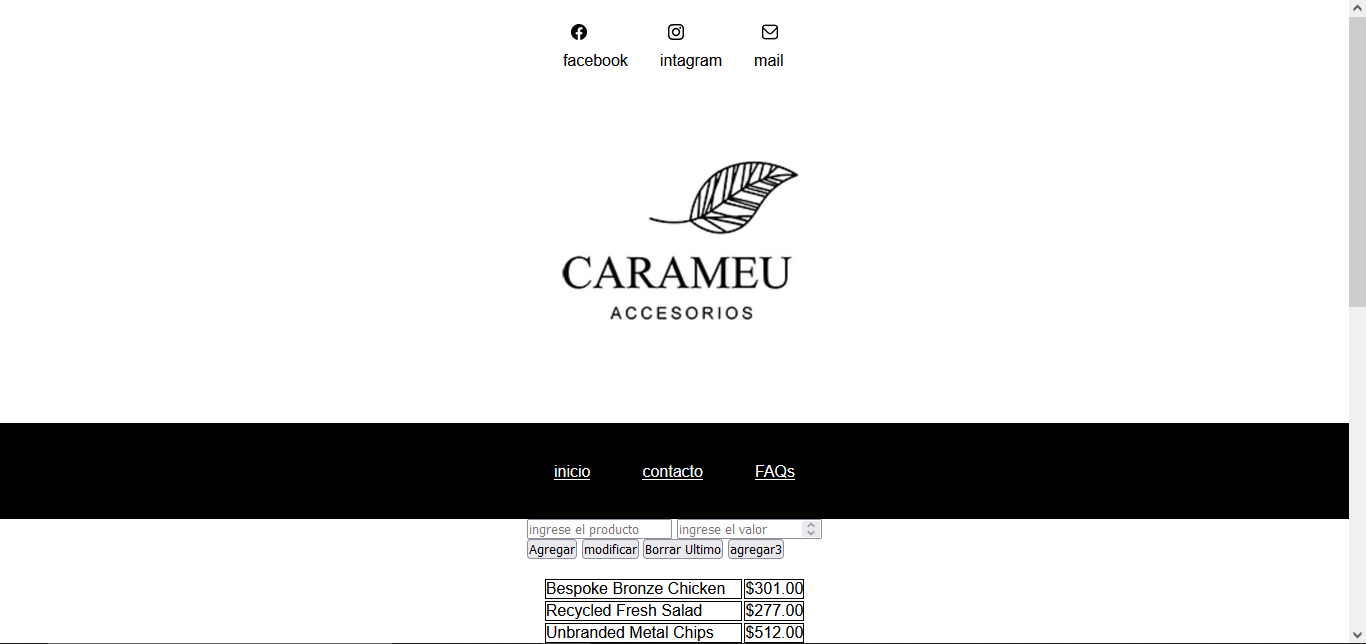 facebook intagram mail
CARAMEU
ACCESORIOS
inicio contacto FAQs
ingrese el producto ingrese el valor
Agregar modificar Borrar Ultimo agregar3
Bespoke Bronze Chicken $301.00
Recycled Fresh Salad $277.00
Unbranded Metal Chips $512.00